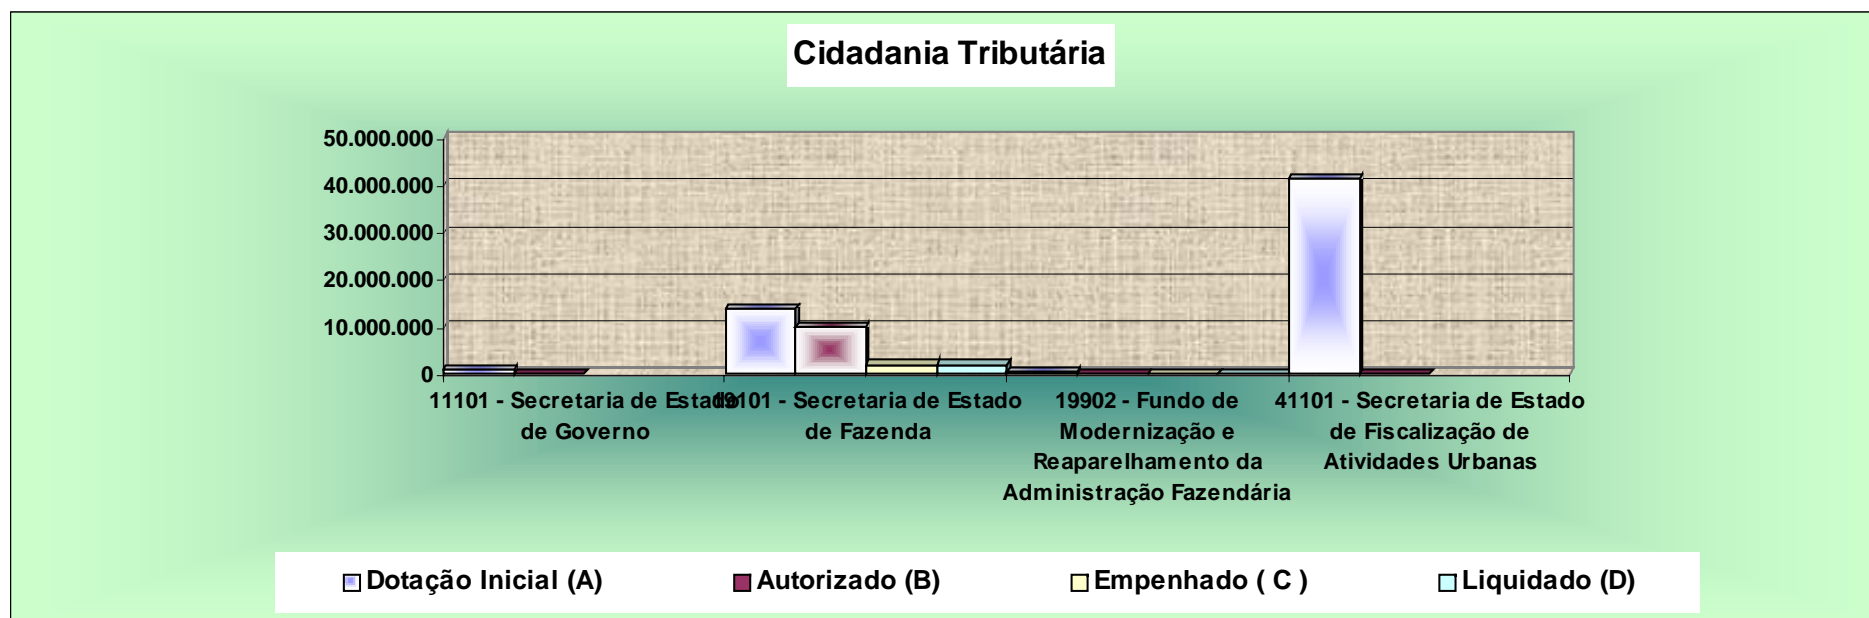 Cidadania Tributária
50.000.000
40.000.000
30.000.000
20.000.000
10.000.000
0
11101 - Secretaria de Estado
de Governo
19101 - Secretaria de Estado
de Fazenda
19902 - Fundo de
Modernização e
Reaparelhamento da
Administração Fazendária
41101 - Secretaria de Estado
de Fiscalização de
Atividades Urbanas
Dotação Inicial (A)
Autorizado (B)
Empenhado ( C )
Liquidado (D)